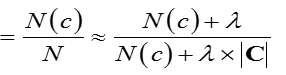 = N(c) / N ≈ (N(c) + λ) / (N(c) + λ × |C|)